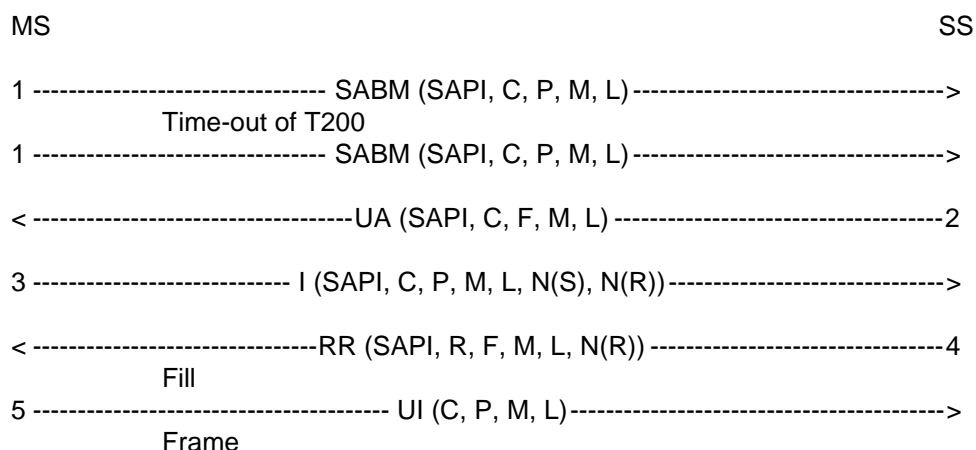 MS SS
1 -------------------------------- SABM (SAPI, C, P, M, L)----------------------------------->
Time-out of T200
1 -------------------------------- SABM (SAPI, C, P, M, L)----------------------------------->
< ------------------------------------UA (SAPI, C, F, M, L) -------------------------------------2
3 ----------------------------- I (SAPI, C, P, M, L, N(S), N(R))------------------------------->
< --------------------------------RR (SAPI, R, F, M, L, N(R)) ---------------------------------4
Fill
5 ---------------------------------------- UI (C, P, M, L)------------------------------------------>
Frame